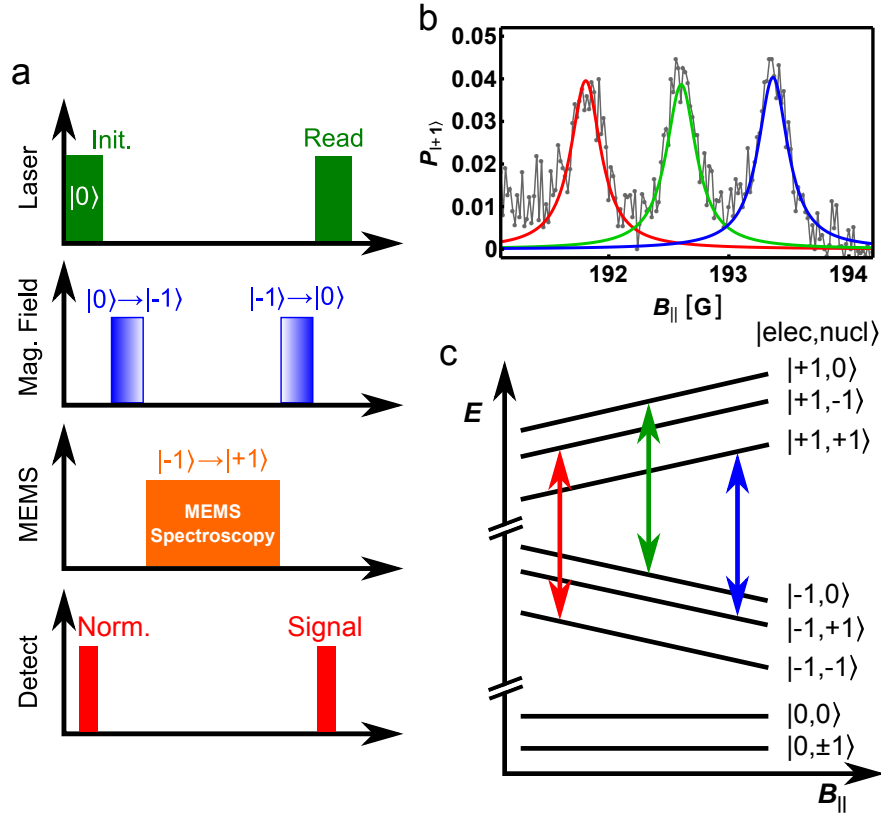 a
Laser
Init.
Read
|0⟩
Mag. Field
|0⟩→|-1⟩
|-1⟩→|0⟩
MEMS
|-1⟩→|+1⟩
MEMS
Spectroscopy
Detect
Norm.
Signal
b
P|+1⟩
0.05
0.04
0.03
0.02
0.01
0
192
193
194
B|| [G]
c
|elec,nucl⟩
E
|+1,0⟩
|+1,-1⟩
|+1,+1⟩
|-1,0⟩
|-1,+1⟩
|-1,-1⟩
|0,0⟩
|0,±1⟩
B||